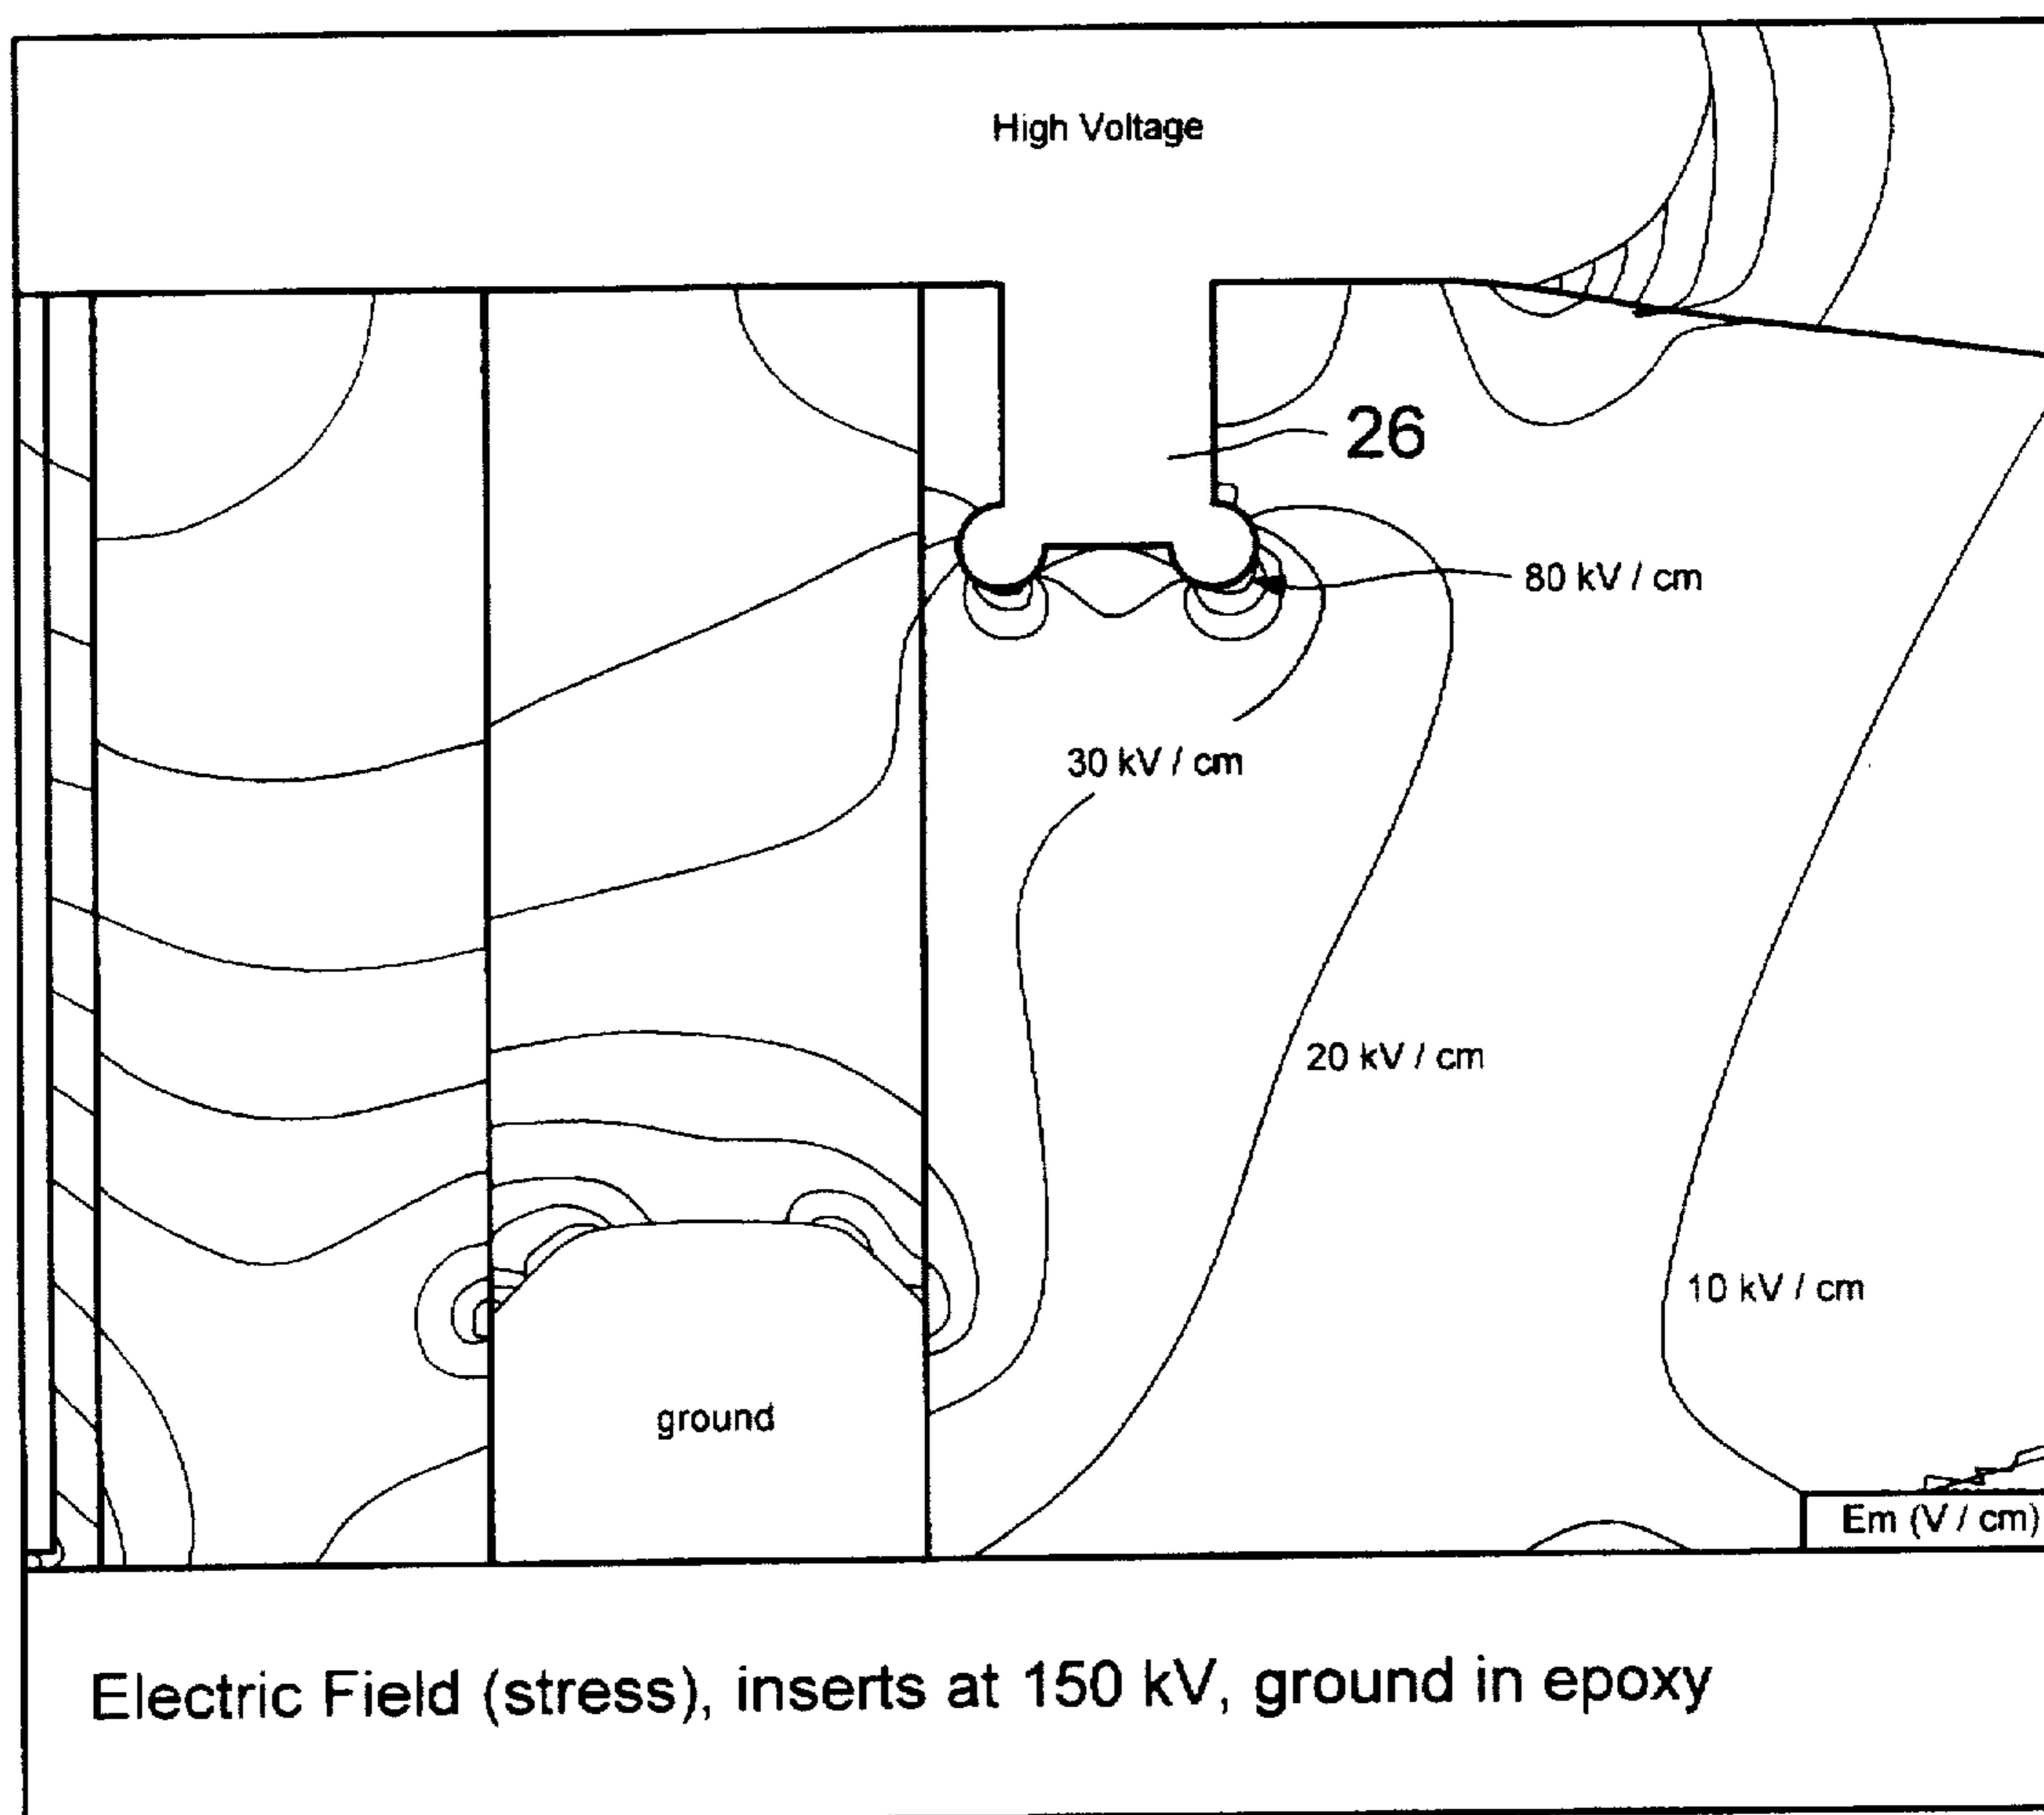 High Voltage
26
80 kV / cm
30 kV / cm
20 kV / cm
10 kV / cm
ground
Em (V / cm)
Electric Field (stress), inserts at 150 kV, ground in epoxy